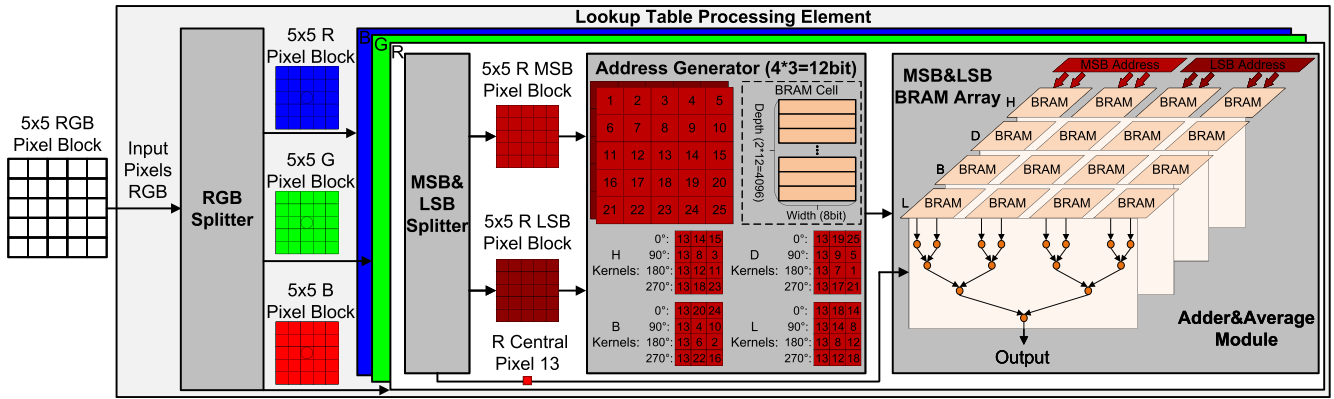 Lookup Table Processing Element
5x5 RGB
Pixel Block
Input
Pixels
RGB
RGB
Splitter
5x5 R
Pixel Block
5x5 G
Pixel Block
5x5 B
Pixel Block
B
G
R
MSB&
LSB
Splitter
5x5 R MSB
Pixel Block
5x5 R LSB
Pixel Block
R Central
Pixel 13
Address Generator (4*3=12bit)
1 2 3 4 5
6 7 8 9 10
11 12 13 14 15
16 17 18 19 20
21 22 23 24 25
BRAM Cell
Depth (2*12=4096)
Width (8bit)
H
Kernels:
0°: 13 14 15
90°: 13 8 3
180°: 13 12 11
270°: 13 18 23
D
Kernels:
0°: 13 19 25
90°: 13 9 5
180°: 13 7 1
270°: 13 17 21
B
Kernels:
0°: 13 20 24
90°: 13 4 10
180°: 13 6 2
270°: 13 22 16
L
Kernels:
0°: 13 18 14
90°: 13 14 8
180°: 13 8 12
270°: 13 12 18
MSB&LSB
BRAM Array
MSB Address
LSB Address
H BRAM BRAM BRAM BRAM
D BRAM BRAM BRAM BRAM
B BRAM BRAM BRAM BRAM
L BRAM BRAM BRAM BRAM
Adder&Average
Module
Output